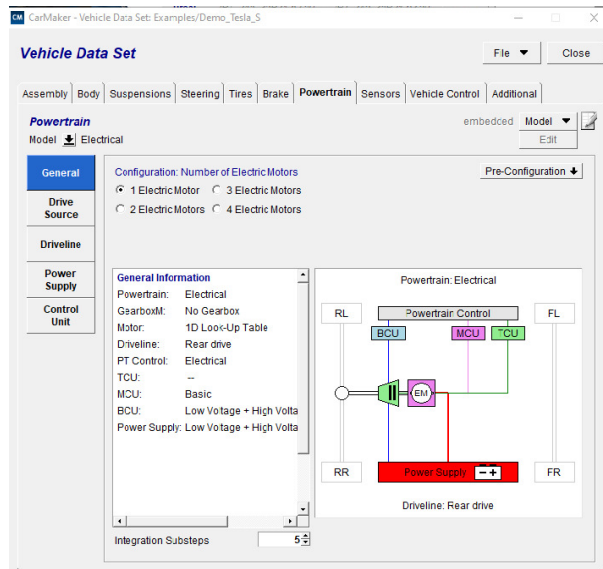 CM CarMaker - Vehicle Data Set: Examples/Demo_Tesla_S
Vehicle Data Set
File
Close
Assembly Body Suspensions Steering Tires Brake Powertrain Sensors Vehicle Control Additional
Powertrain
embedced Model
Model Electrical
Edit
General
Drive Source
Driveline
Power Supply
Control Unit
Configuration: Number of Electric Motors
Pre-Configuration
1 Electric Motor 3 Electric Motors
2 Electric Motors 4 Electric Motors
General Information
Powertrain: Electrical
GearboxM: No Gearbox
Motor: 1D Look-Up Table
Driveline: Rear drive
PT Control: Electrical
TCU: --
MCU: Basic
BCU: Low Votage + High Volta
Power Supply: Low Votage + High Volta
Powertrain: Electrical
RL Powertrain Control FL
BCU MCU TCU
EM
RR Power Supply - + FR
Driveline: Rear drive
Integration Substeps 5